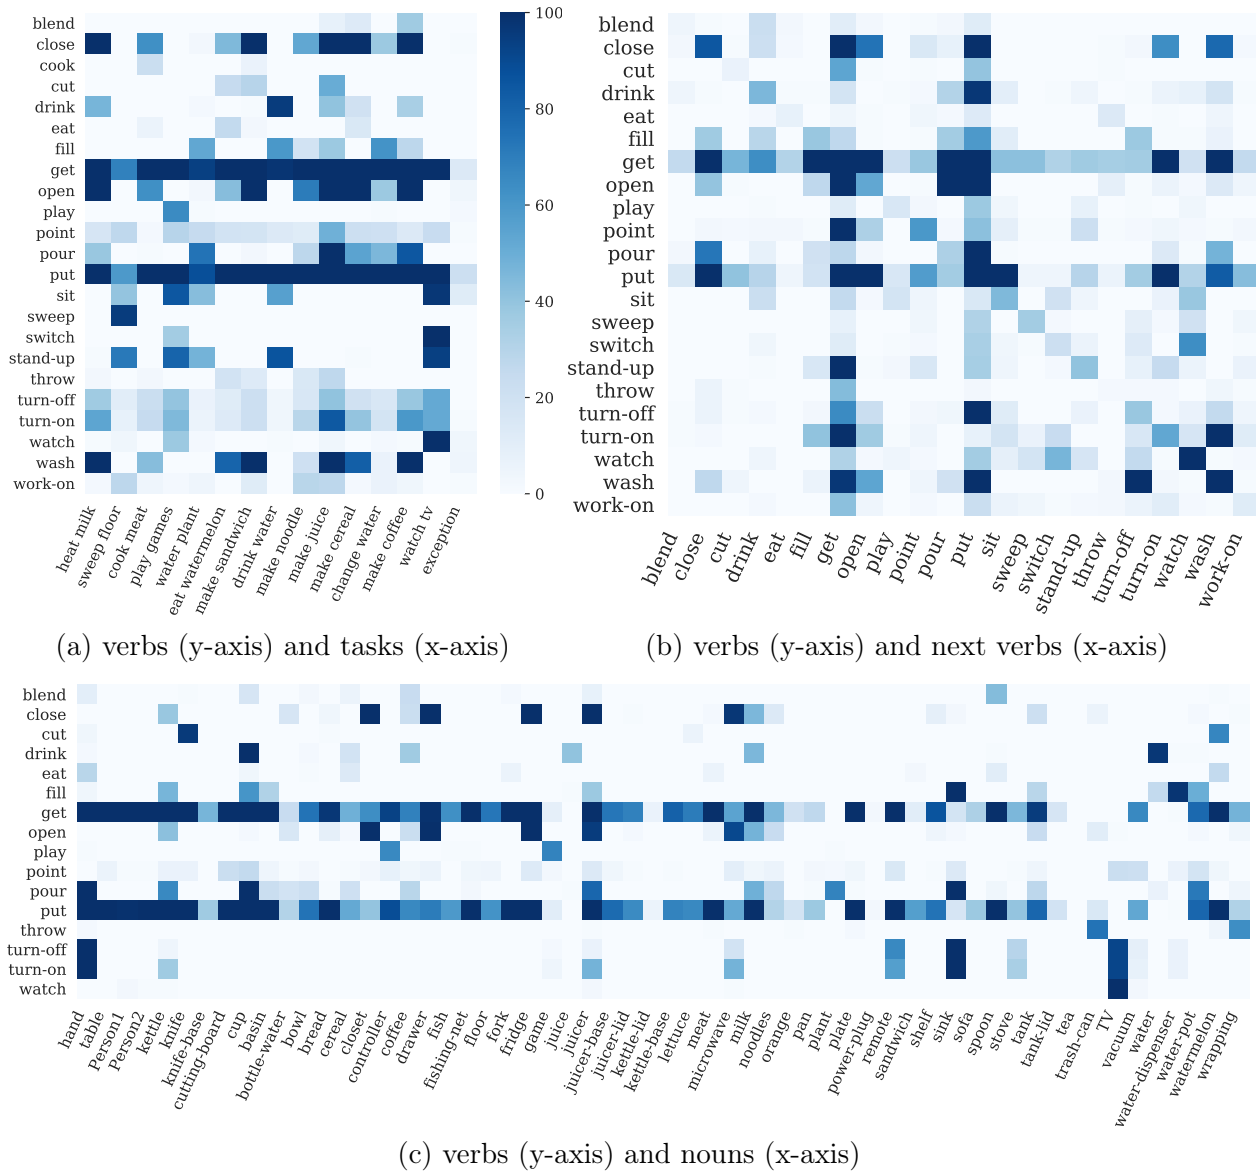 blend
close
cook
cut
drink
eat
fill
get
open
play
point
pour
put
sit
sweep
switch
stand-up
throw
turn-off
turn-on
watch
wash
work-on
heat milk
sweep floor
cook meat
play games
water plant
eat watermelon
make sandwich
drink water
make noodle
make juice
make cereal
change water
make coffee
watch tv
exception
100
80
60
40
20
0
(a) verbs (y-axis) and tasks (x-axis)
blend
close
cut
drink
eat
fill
get
open
play
point
pour
put
sit
sweep
switch
stand-up
throw
turn-off
turn-on
watch
wash
work-on
blend
close
cut
drink
eat
fill
get
open
play
point
pour
put
sit
sweep
switch
stand-up
throw
turn-off
turn-on
watch
wash
work-on
(b) verbs (y-axis) and next verbs (x-axis)
blend
close
cut
drink
eat
fill
get
open
play
point
pour
put
throw
turn-off
turn-on
watch
hand
table
Person1
Person2
kettle
knife
knife-base
cutting-board
cup
basin
bottle-water
bowl
bread
cereal
closet
controller
coffee
drawer
fish
fishing-net
floor
fork
fridge
game
juice
juicer
juicer-base
juicer-lid
kettle-lid
kettle-base
lettuce
meat
microwave
milk
noodles
orange
pan
plant
plate
power-plug
remote
sandwich
shelf
sink
sofa
spoon
stove
tank
tank-lid
tea
trash-can
TV
vacuum
water
water-dispenser
water-pot
watermelon
wrapping
(c) verbs (y-axis) and nouns (x-axis)